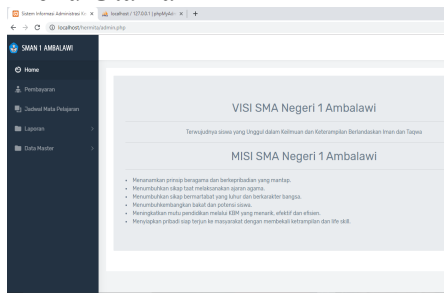 Sistem Informasi Administrasi Ke
localhost / 127.0.0.1 | phpMyAd
localhost/hermita/admin.php
SMAN 1 AMBALAWI
Home
Pembayaran
Jadwal Mata Pelajaran
Laporan
Data Master
VISI SMA Negeri 1 Ambalawi
Terwujudnya siswa yang Unggul dalam Keilmuan dan Keterampilan Berlandaskan Iman dan Taqwa
MISI SMA Negeri 1 Ambalawi
Menanamkan prinsip beragama dan berkepribadian yang mantap.
Menumbuhkan sikap taat melaksanakan ajaran agama.
Menumbuhkan sikap bermartabat yang luhur dan berkarakter bangsa.
Menumbuhkembangkan bakat dan potensi siswa.
Meningkatkan mutu pendidikan melalui KBM yang menarik, efektif dan efisien.
Menyiapkan pribadi siap terjun ke masyarakat dengan membekali ketrampilan dan life skill.